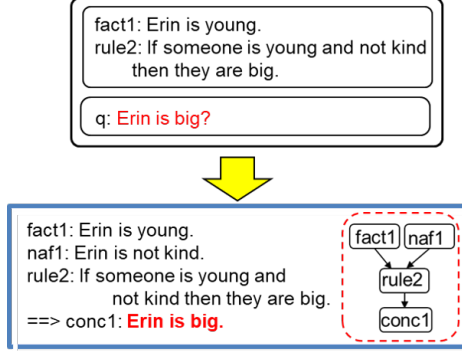 fact1: Erin is young.
rule2: If someone is young and not kind
then they are big.
q: Erin is big?
fact1: Erin is young.
naf1: Erin is not kind.
rule2: If someone is young and
not kind then they are big.
==> conc1: Erin is big.
fact1 naf1
rule2
conc1